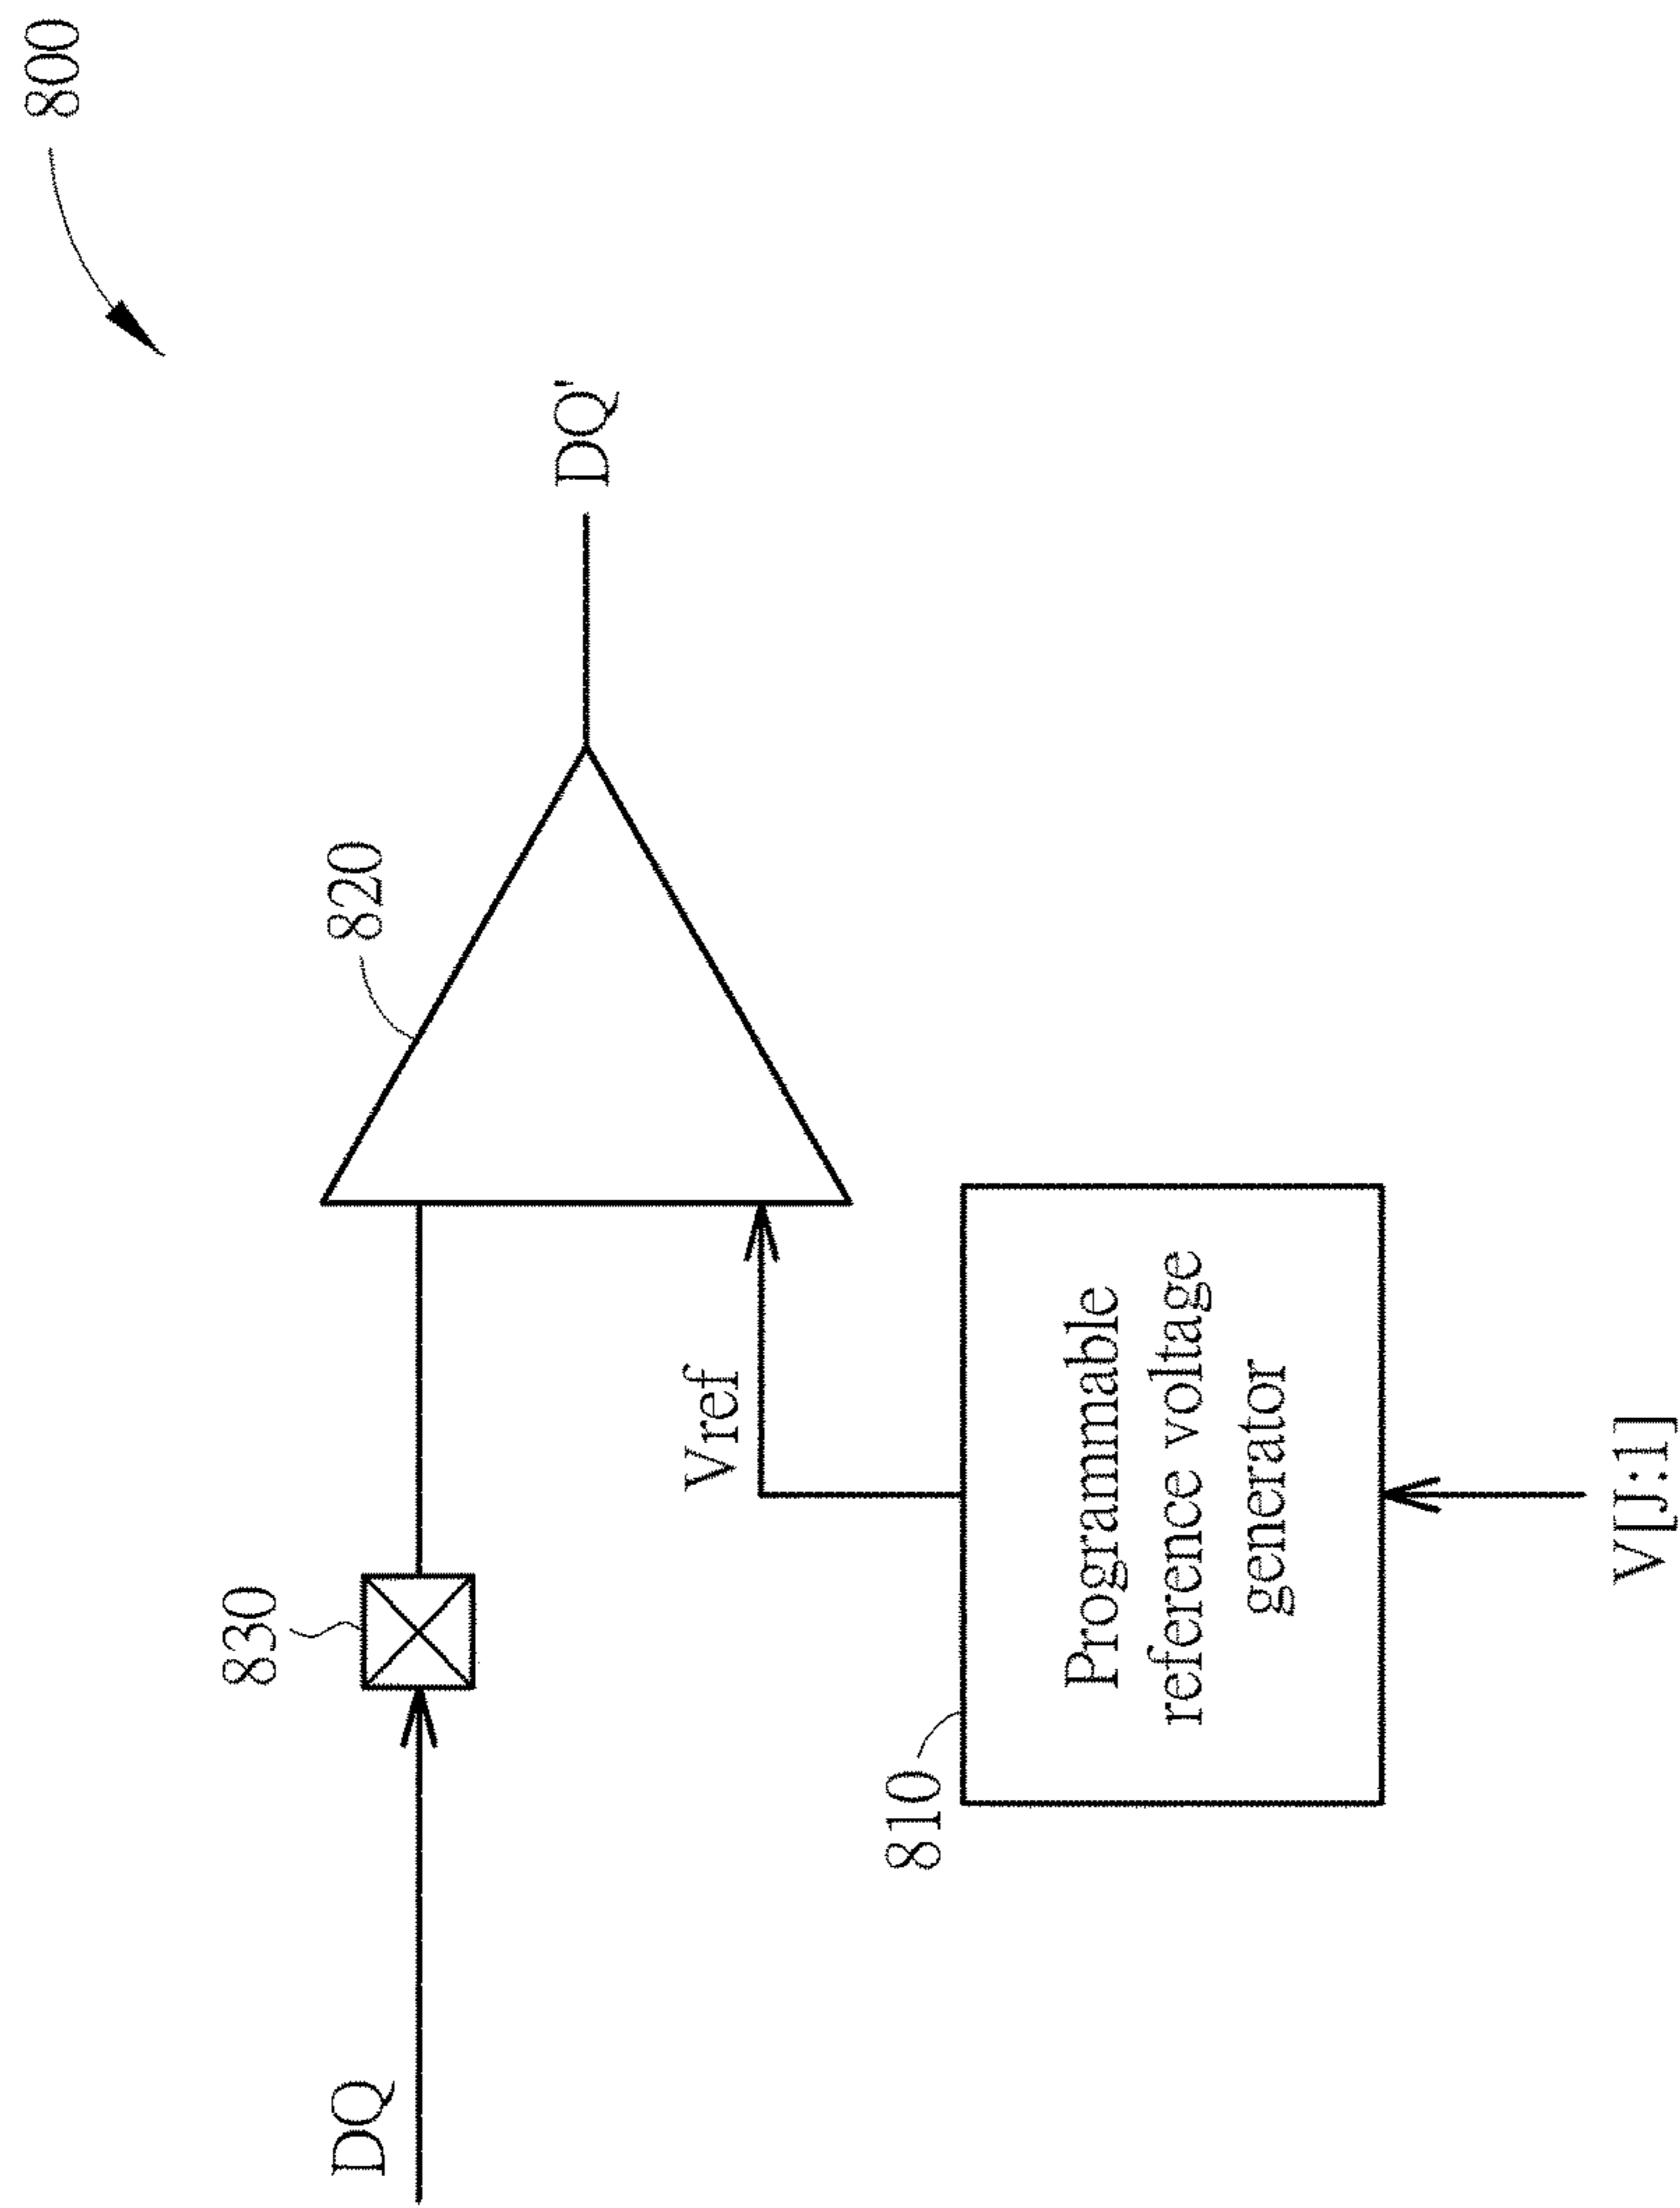 800
820
DQ'
830
DQ
Vref
810
Programmable
reference voltage
generator
V[J:1]